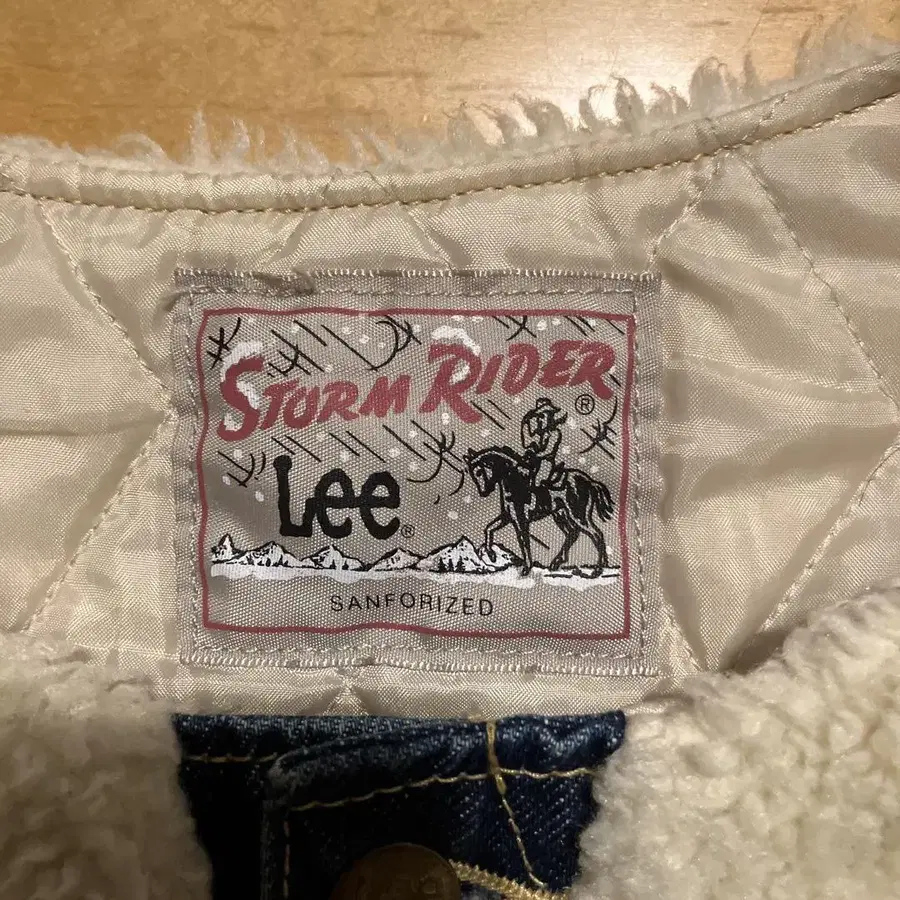 STORM RIDER ®
Lee ®
SANFORIZED